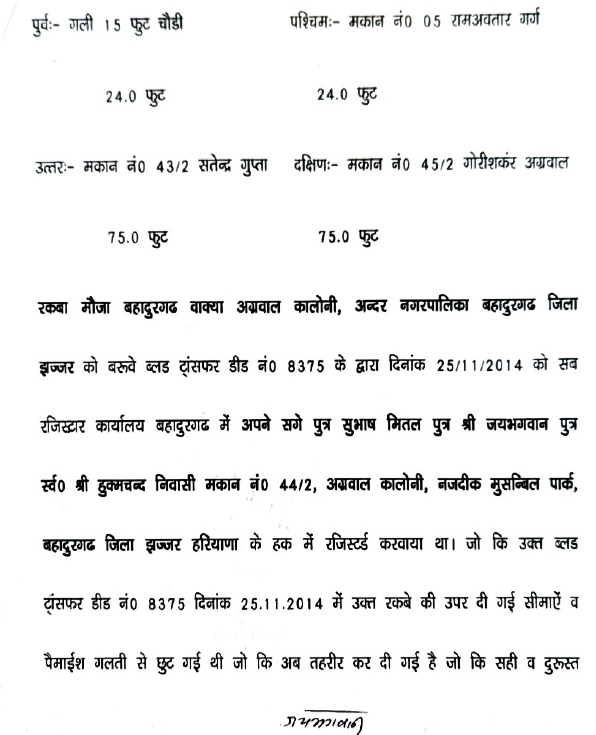 पुर्वः- गली 15 फुट चौडी पश्चिमः- मकान नं0 05 रामअवतार गर्ग
24.0 फुट 24.0 फुट
उत्तरः- मकान नं0 43/2 सतेन्द्र गुप्ता दक्षिणः- मकान नं0 45/2 गोरीशकंर अग्रवाल
75.0 फुट 75.0 फुट
रकबा मौजा बहादुरगढ वाक्या अग्रवाल कालोनी, अन्दर नगरपालिका बहादुरगढ जिला
झज्जर को बरूवे ब्लड ट्रांसफर डीड नं0 8375 के द्वारा दिनांक 25/11/2014 को सब
रजिस्टार कार्यालय बहादुरगढ में अपने सगे पुत्र सुभाष मितल पुत्र श्री जयभगवान पुत्र
र्स्व0 श्री हुकमचन्द निवासी मकान नं0 44/2, अग्रवाल कालोनी, नजदीक मुसन्बिल पार्क,
बहादुरगढ जिला झज्जर हरियाणा के हक में रजिस्टर्ड करवाया था। जो कि उक्त ब्लड
ट्रांसफर डीड नं0 8375 दिनांक 25.11.2014 में उक्त रकबे की उपर दी गई सीमाऐं व
पैमाईश गलती से छुट गई थी जो कि अब तहरीर कर दी गई है जो कि सही व दुरूस्त
जयभगवान